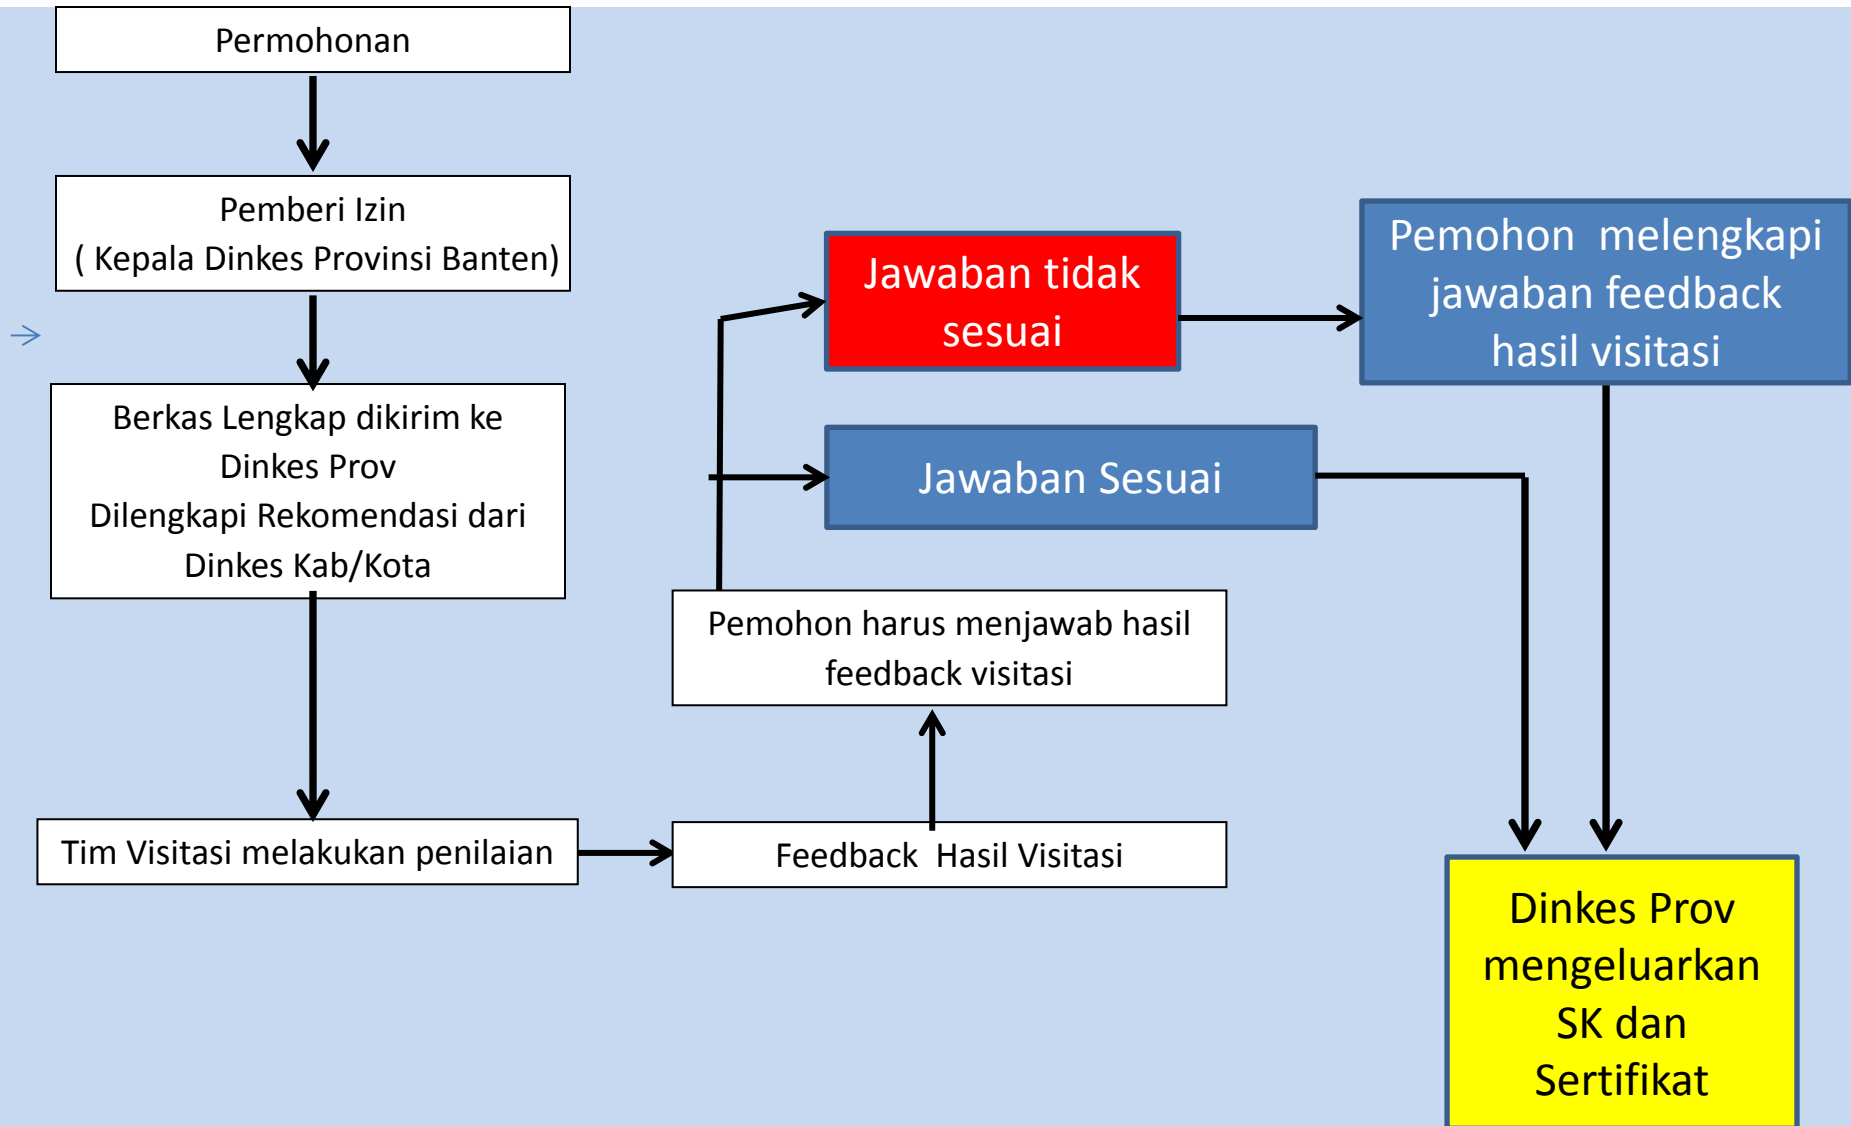 Permohonan
Pemberi Izin
( Kepala Dinkes Provinsi Banten)
Berkas Lengkap dikirim ke
Dinkes Prov
Dilengkapi Rekomendasi dari
Dinkes Kab/Kota
Tim Visitasi melakukan penilaian
Feedback  Hasil Visitasi
Pemohon harus menjawab hasil
feedback visitasi
Jawaban tidak
sesuai
Jawaban Sesuai
Pemohon  melengkapi
jawaban feedback
hasil visitasi
Dinkes Prov
mengeluarkan
SK dan
Sertifikat